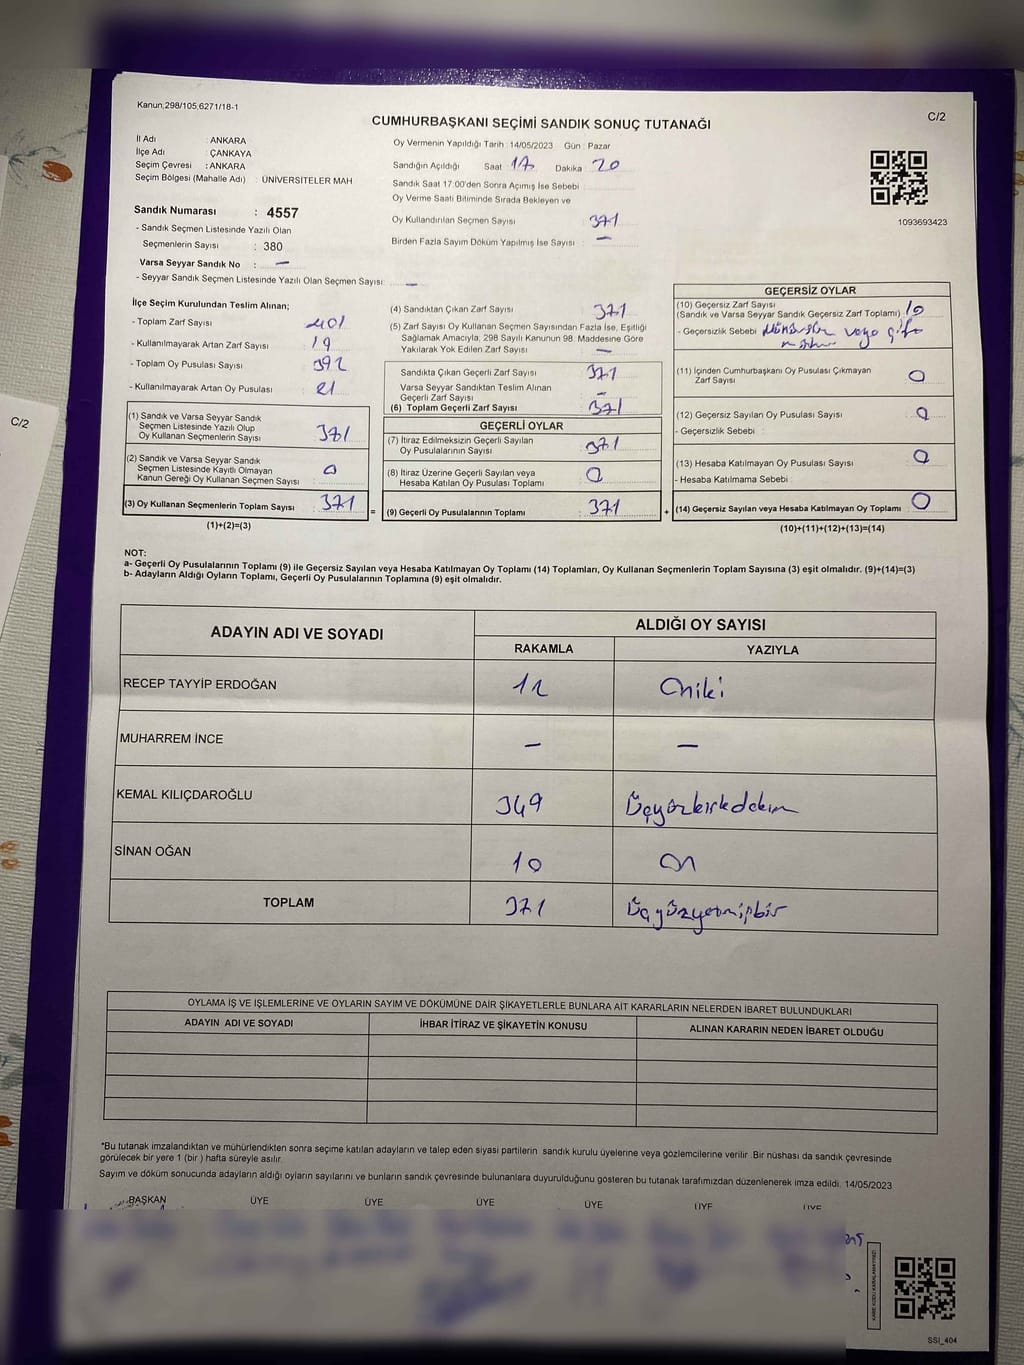 Kanun,298/105,6271/18-1
C/2
CUMHURBAŞKANI SEÇİMİ SANDIK SONUÇ TUTANAĞI
İl Adı : ANKARA
İlçe Adı : ÇANKAYA
Seçim Çevresi : ANKARA
Seçim Bölgesi (Mahalle Adı) : ÜNİVERSİTELER MAH
Oy Vermenin Yapıldığı Tarih : 14/05/2023 Gün : Pazar
Sandığın Açıldığı Saat 17 Dakika 20
Sandık Saat 17:00'den Sonra Açımış İse Sebebi
Oy Verme Saati Bitiminde Sırada Bekleyen ve
Oy Kullandırılan Seçmen Sayısı : 371
Birden Fazla Sayım Döküm Yapılmış İse Sayısı : —
1093693423
Sandık Numarası : 4557
- Sandık Seçmen Listesinde Yazılı Olan
Seçmenlerin Sayısı : 380
Varsa Seyyar Sandık No : —
- Seyyar Sandık Seçmen Listesinde Yazılı Olan Seçmen Sayısı: —
İlçe Seçim Kurulundan Teslim Alınan;
- Toplam Zarf Sayısı : 401
- Kullanılmayarak Artan Zarf Sayısı : 19
- Toplam Oy Pusulası Sayısı : 392
- Kullanılmayarak Artan Oy Pusulası : 21
(1) Sandık ve Varsa Seyyar Sandık
Seçmen Listesinde Yazılı Olup
Oy Kullanan Seçmenlerin Sayısı : 371
(2) Sandık ve Varsa Seyyar Sandık
Seçmen Listesinde Kayıtlı Olmayan
Kanun Gereği Oy Kullanan Seçmen Sayısı : 0
(3) Oy Kullanan Seçmenlerin Toplam Sayısı : 371
(1)+(2)=(3)
=
(4) Sandıktan Çıkan Zarf Sayısı : 371
(5) Zarf Sayısı Oy Kullanan Seçmen Sayısından Fazla İse, Eşitliği
Sağlamak Amacıyla, 298 Sayılı Kanunun 98. Maddesine Göre
Yakılarak Yok Edilen Zarf Sayısı : —
Sandıkta Çıkan Geçerli Zarf Sayısı : 371
Varsa Seyyar Sandıktan Teslim Alınan
Geçerli Zarf Sayısı : —
(6) Toplam Geçerli Zarf Sayısı : 371
GEÇERLİ OYLAR
(7) İtiraz Edilmeksizin Geçerli Sayılan
Oy Pusulalarının Sayısı : 371
(8) İtiraz Üzerine Geçerli Sayılan veya
Hesaba Katılan Oy Pusulası Toplamı : 0
(9) Geçerli Oy Pusulalarının Toplamı : 371
+
GEÇERSİZ OYLAR
(10) Geçersiz Zarf Sayısı
(Sandık ve Varsa Seyyar Sandık Geçersiz Zarf Toplamı) : 10
- Geçersizlik Sebebi : veya çift
(11) İçinden Cumhurbaşkanı Oy Pusulası Çıkmayan
Zarf Sayısı : 0
(12) Geçersiz Sayılan Oy Pusulası Sayısı : 0
- Geçersizlik Sebebi :
(13) Hesaba Katılmayan Oy Pusulası Sayısı : 0
- Hesaba Katılmama Sebebi :
(14) Geçersiz Sayılan veya Hesaba Katılmayan Oy Toplamı : 0
(10)+(11)+(12)+(13)=(14)
NOT:
a- Geçerli Oy Pusulalarının Toplamı (9) ile Geçersiz Sayılan veya Hesaba Katılmayan Oy Toplamı (14) Toplamları, Oy Kullanan Seçmenlerin Toplam Sayısına (3) eşit olmalıdır. (9)+(14)=(3)
b- Adayların Aldığı Oyların Toplamı, Geçerli Oy Pusulalarının Toplamına (9) eşit olmalıdır.
ADAYIN ADI VE SOYADI
ALDIĞI OY SAYISI
RAKAMLA YAZIYLA
RECEP TAYYİP ERDOĞAN 12 Oniki
MUHARREM İNCE — —
KEMAL KILIÇDAROĞLU 349 Üçyüzkırkdokuz
SİNAN OĞAN 10 On
TOPLAM 371 Üçyüzyetmişbir
OYLAMA İŞ VE İŞLEMLERİNE VE OYLARIN SAYIM VE DÖKÜMÜNE DAİR ŞİKAYETLERLE BUNLARA AİT KARARLARIN NELERDEN İBARET BULUNDUKLARI
ADAYIN ADI VE SOYADI İHBAR İTİRAZ VE ŞİKAYETİN KONUSU ALINAN KARARIN NEDEN İBARET OLDUĞU
*Bu tutanak imzalandıktan ve mühürlendikten sonra seçime katılan adayların ve talep eden siyasi partilerin sandık kurulu üyelerine veya gözlemcilerine verilir. Bir nüshası da sandık çevresinde
görülecek bir yere 1 (bir ) hafta süreyle asılır.
Sayım ve döküm sonucunda adayların aldığı oyların sayılarını ve bunların sandık çevresinde bulunanlara duyurulduğunu gösteren bu tutanak tarafımızdan düzenlenerek imza edildi. 14/05/2023
BAŞKAN ÜYE ÜYE ÜYE ÜYE ÜYE ÜYE
SSI_404
C/2